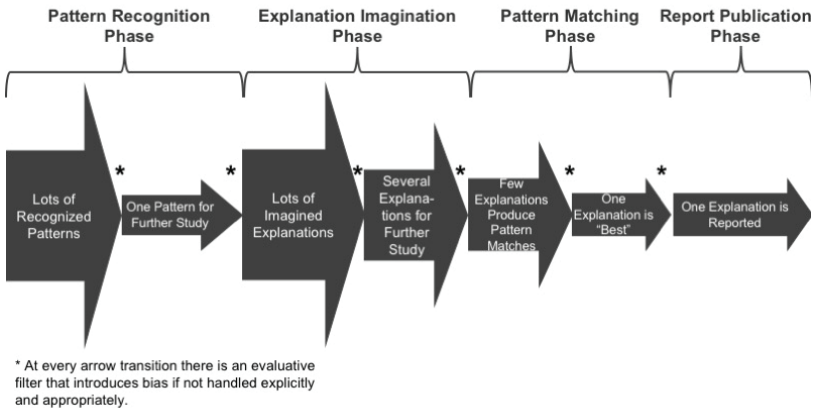 Pattern Recognition
Phase
Explanation Imagination
Phase
Pattern Matching
Phase
Report Publication
Phase
*
*
*
*
*
*
Lots of
Recognized
Patterns
One Pattern for
Further Study
Lots of
Imagined
Explanations
Several
Explana-
tions for
Further
Study
Few
Explanations
Produce
Pattern
Matches
One
Explanation is
“Best”
One Explanation is
Reported
* At every arrow transition there is an evaluative
filter that introduces bias if not handled explicitly
and appropriately.